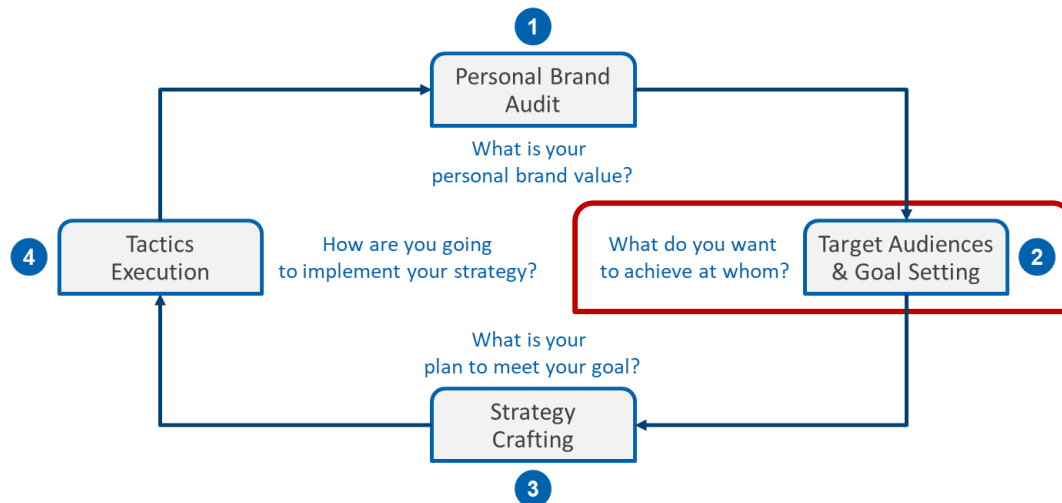 1
Personal Brand
Audit
What is your
personal brand value?
4
Tactics
Execution
How are you going
to implement your strategy?
What do you want
to achieve at whom?
Target Audiences
& Goal Setting
2
What is your
plan to meet your goal?
Strategy
Crafting
3